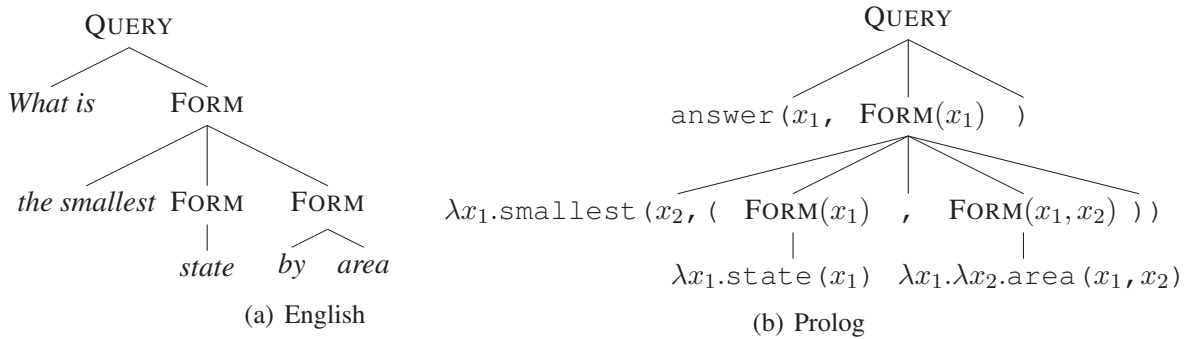 QUERY
What is FORM
the smallest FORM FORM
state by area
(a) English
QUERY
answer(x₁, FORM(x₁) )
λx₁.smallest(x₂,( FORM(x₁) , FORM(x₁, x₂) ))
λx₁.state(x₁) λx₁.λx₂.area(x₁,x₂)
(b) Prolog